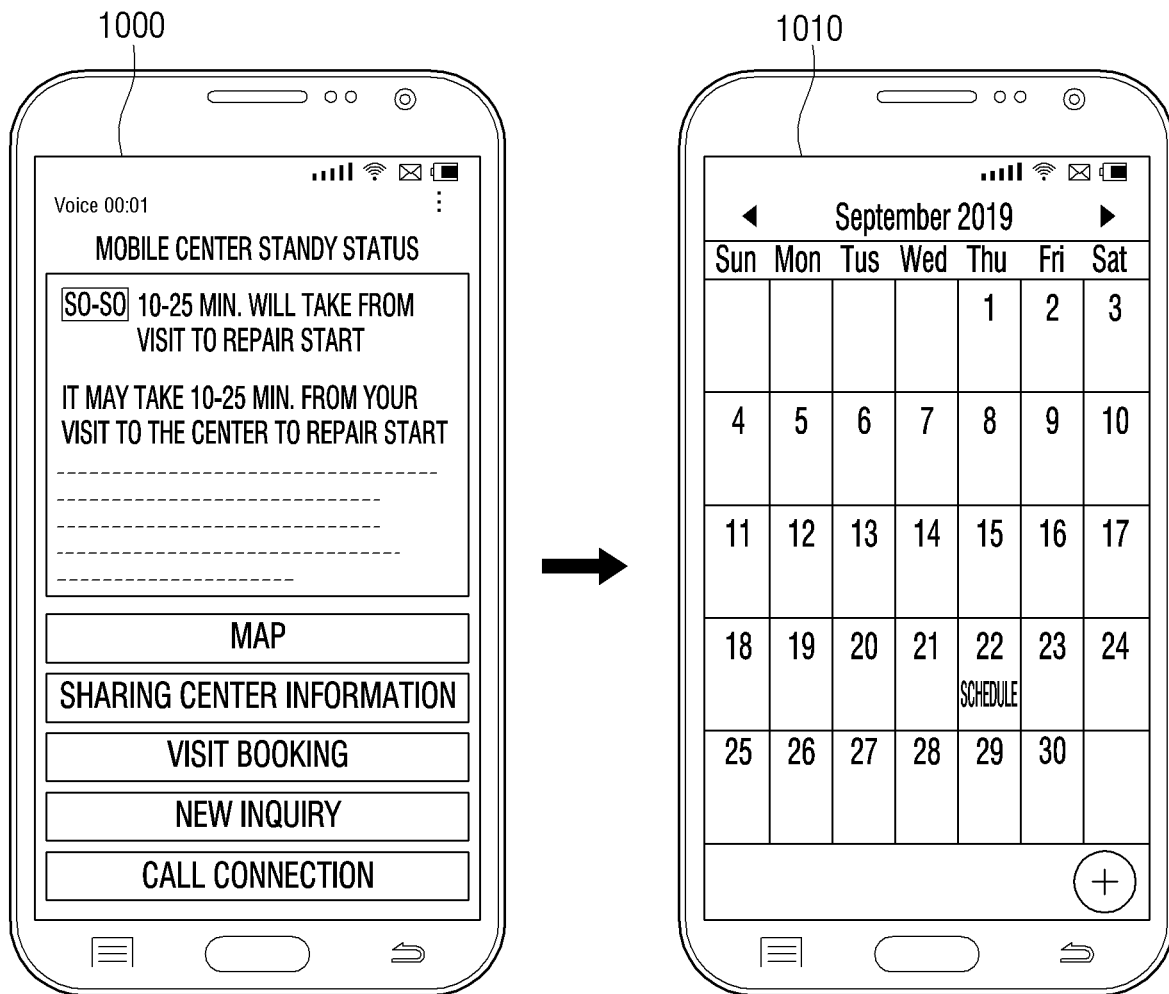 1000
Voice 00:01
MOBILE CENTER STANDY STATUS
SO-SO 10-25 MIN. WILL TAKE FROM
VISIT TO REPAIR START
IT MAY TAKE 10-25 MIN. FROM YOUR
VISIT TO THE CENTER TO REPAIR START
MAP
SHARING CENTER INFORMATION
VISIT BOOKING
NEW INQUIRY
CALL CONNECTION
1010
September 2019
Sun Mon Tus Wed Thu Fri Sat
1 2 3
4 5 6 7 8 9 10
11 12 13 14 15 16 17
18 19 20 21 22 23 24
SCHEDULE
25 26 27 28 29 30